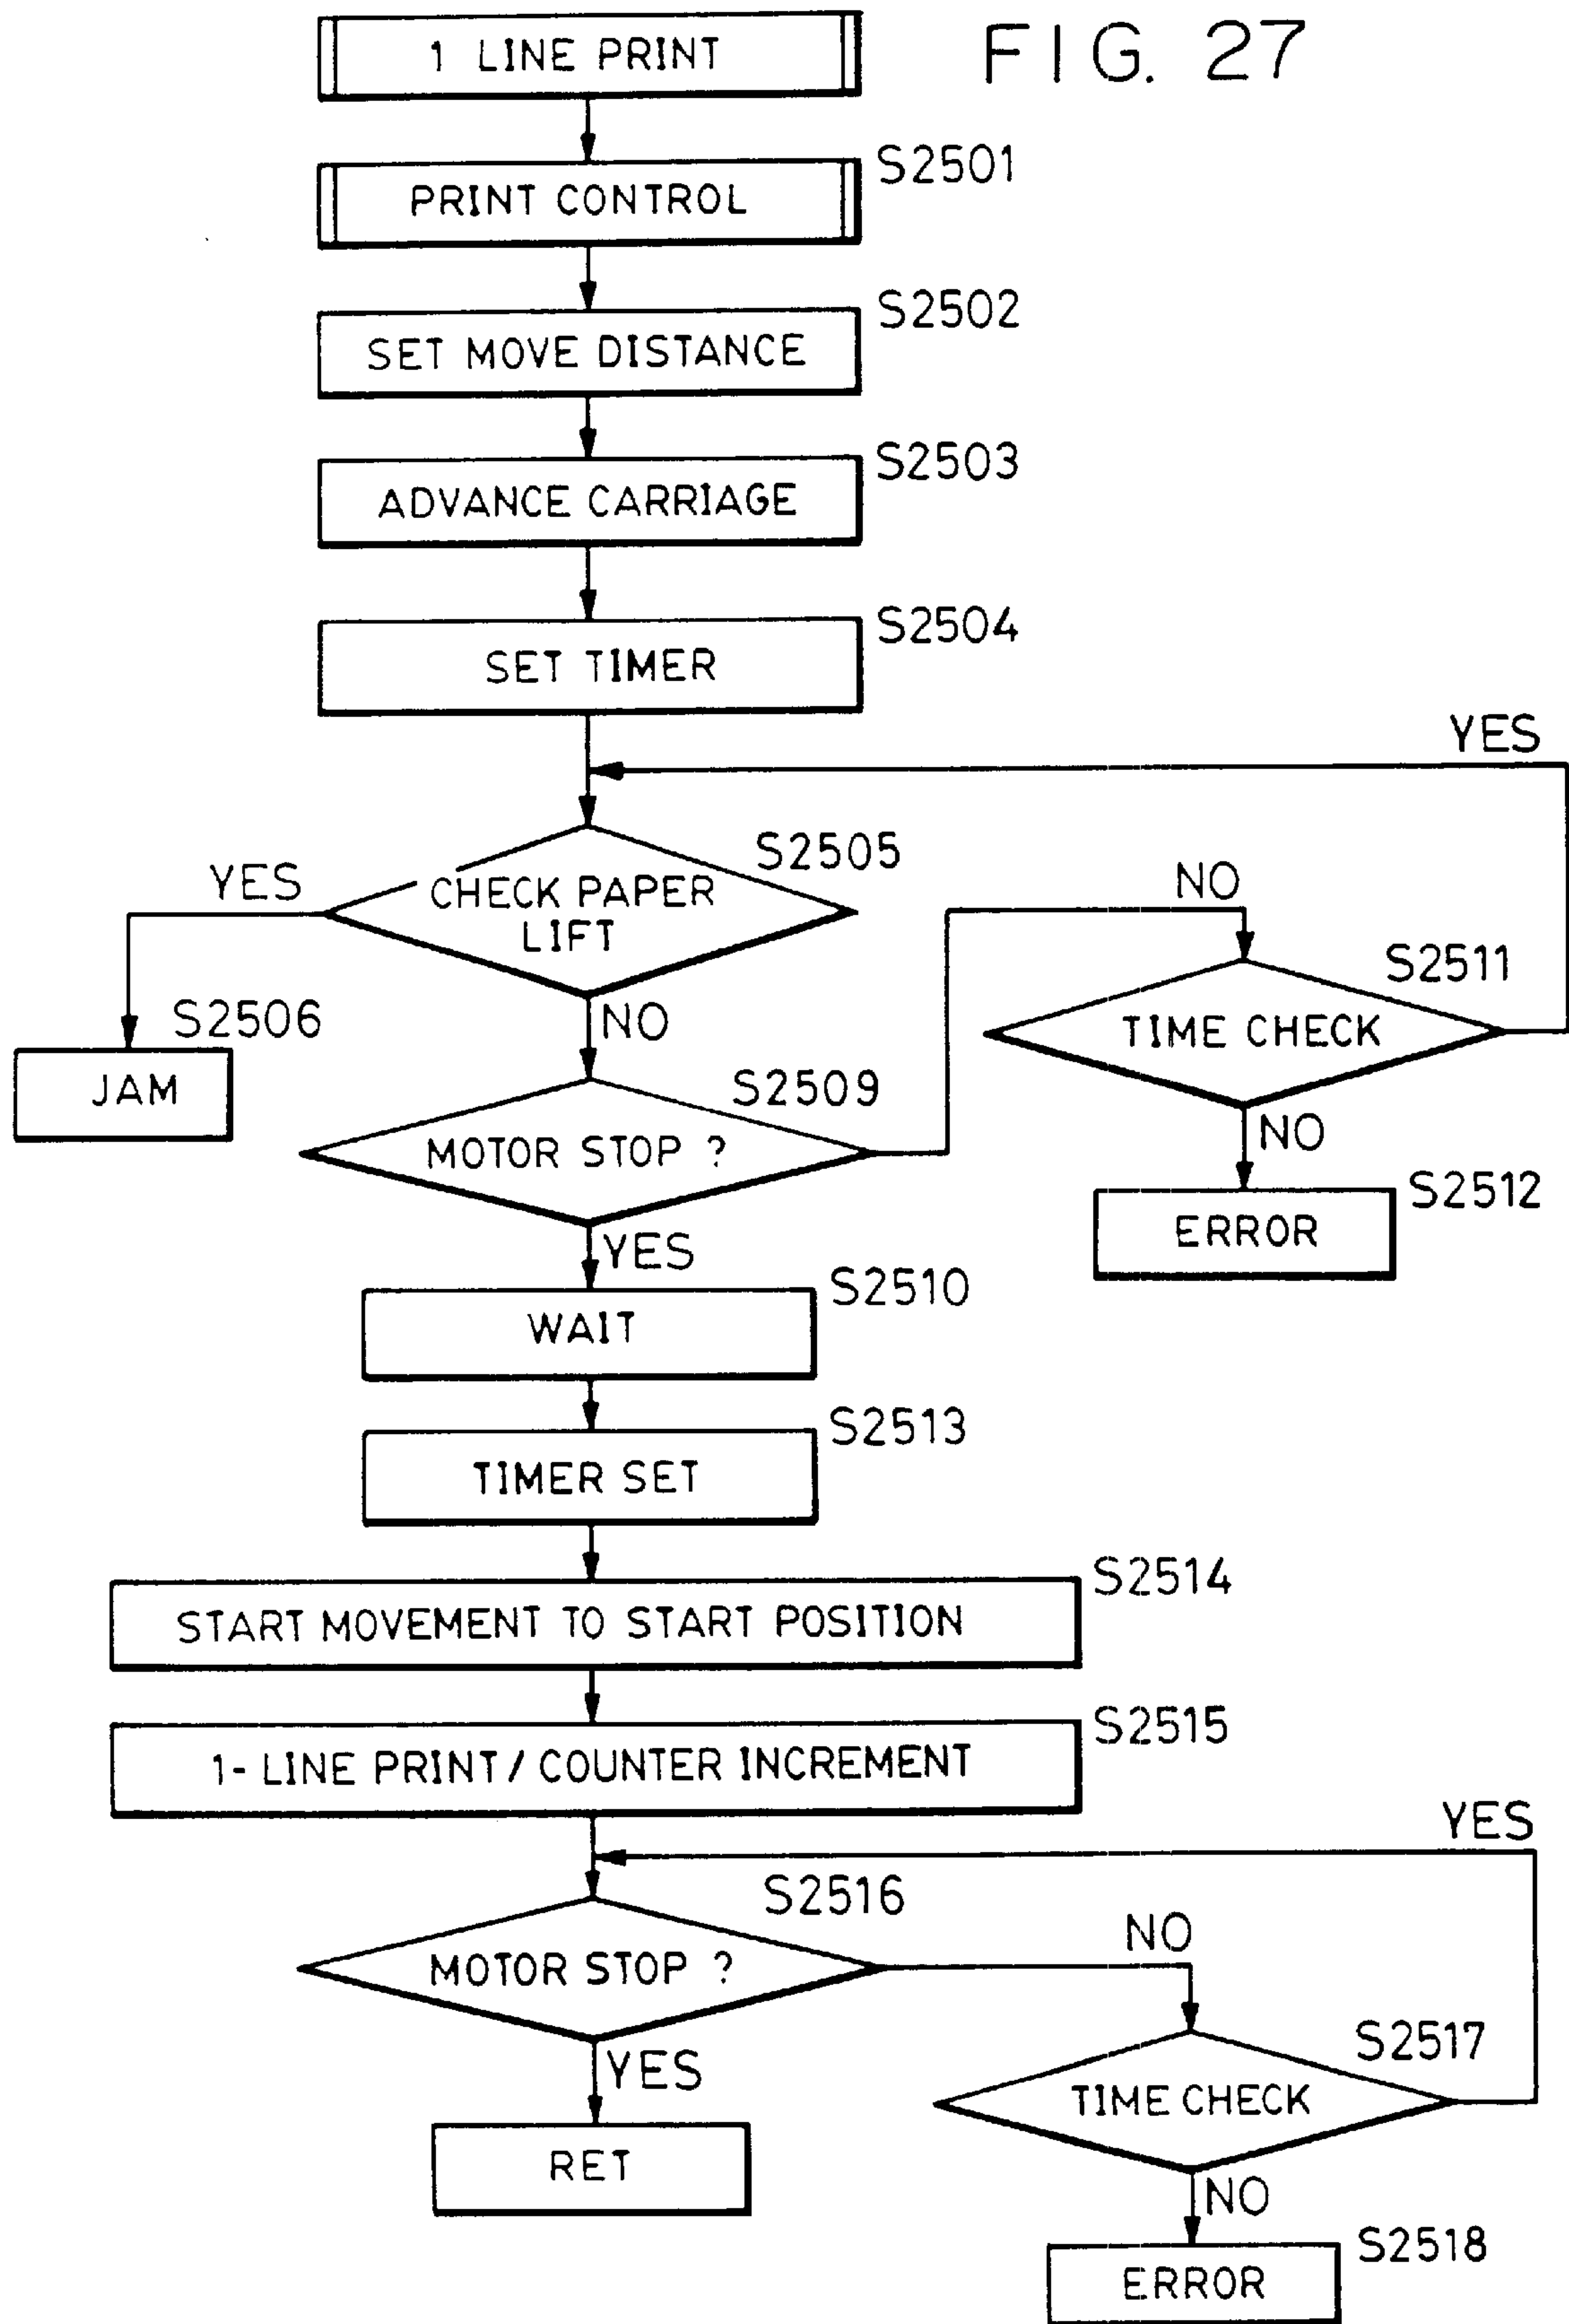 FIG. 27
1 LINE PRINT
S2501
PRINT CONTROL
S2502
SET MOVE DISTANCE
S2503
ADVANCE CARRIAGE
S2504
SET TIMER
YES
S2505
YES
CHECK PAPER
LIFT
NO
S2511
TIME CHECK
S2506
JAM
NO
S2509
MOTOR STOP ?
NO
S2512
ERROR
YES
S2510
WAIT
S2513
TIMER SET
S2514
START MOVEMENT TO START POSITION
S2515
1-LINE PRINT / COUNTER INCREMENT
YES
S2516
MOTOR STOP ?
NO
S2517
TIME CHECK
YES
RET
NO
S2518
ERROR